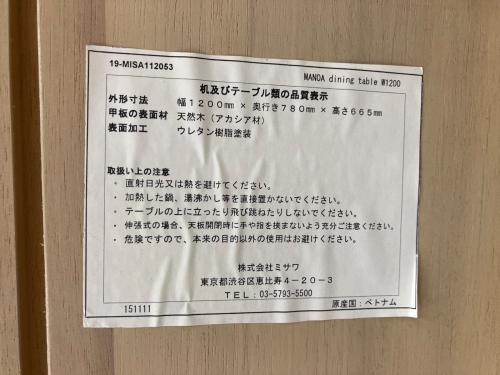 19-MISA112053
MANOA dining table W1200
机及びテーブル類の品質表示
外形寸法 幅1200mm × 奥行き780mm × 高さ665mm
甲板の表面材 天然木（アカシア材）
表面加工 ウレタン樹脂塗装
取扱い上の注意
・ 直射日光又は熱を避けてください。
・ 加熱した鍋、湯沸かし等を直接置かないでください。
・ テーブルの上に立ったり飛び跳ねたりしないでください。
・ 伸張式の場合、天板開閉時に手や指を挟まないよう充分ご注意ください。
・ 危険ですので、本来の目的以外の使用はお避けください。
株式会社ミサワ
東京都渋谷区恵比寿4－20－3
TEL：03-5793-5500
151111
原産国：ベトナム